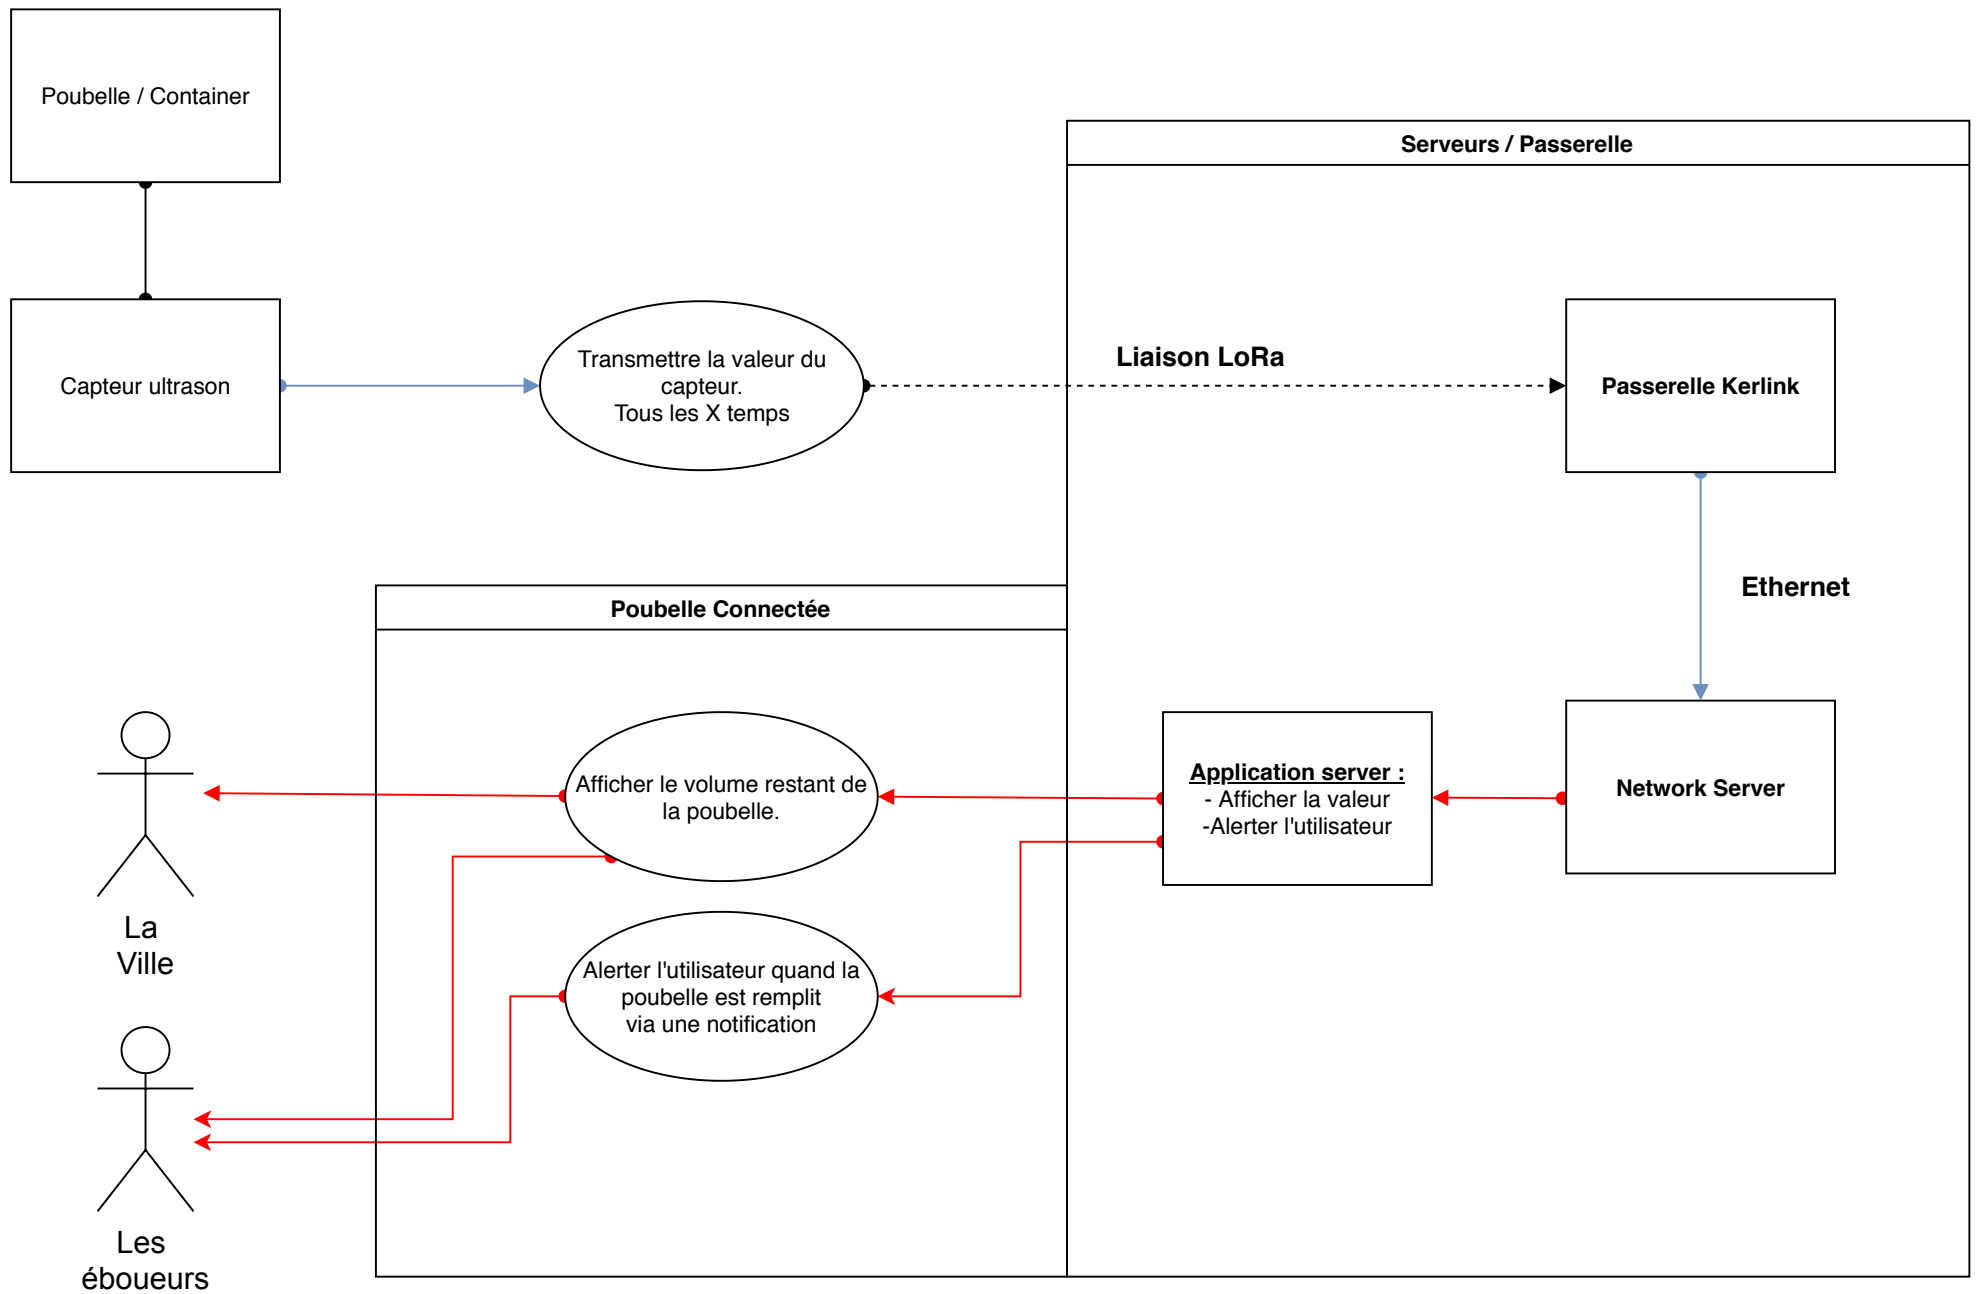 Poubelle / Container
Serveurs / Passerelle
Capteur ultrason
Transmettre la valeur du
capteur.
Tous les X temps
Liaison LoRa
Passerelle Kerlink
Ethernet
Poubelle Connectée
Afficher le volume restant de
la poubelle.
Application server :
- Afficher la valeur
-Alerter l'utilisateur
Network Server
La
Ville
Alerter l'utilisateur quand la
poubelle est remplit
via une notification
Les
éboueurs